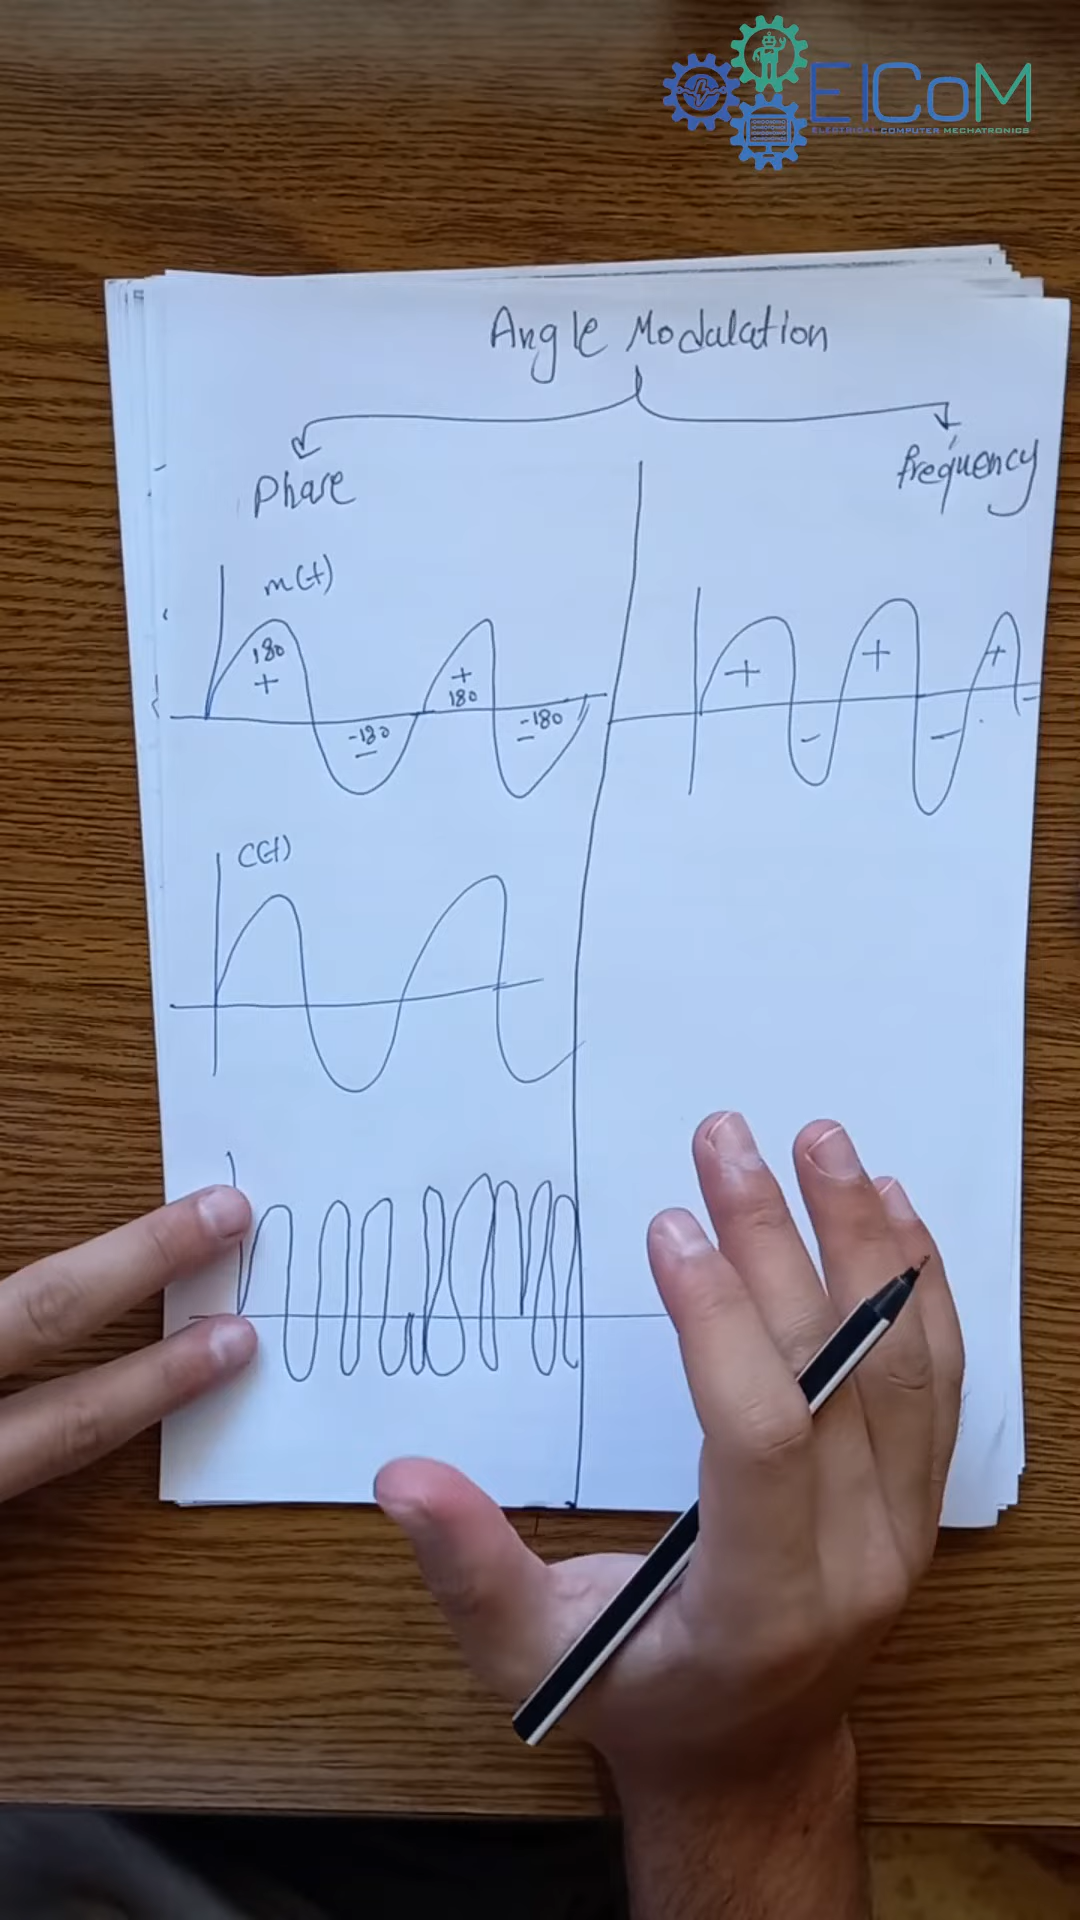 EICoM
ELECTRICAL COMPUTER MECHATRONICS
Angle Modulation
Phase
frequency
m(t)
180
+
-180
+
180
-180
+
-
+
-
+
-
C(t)